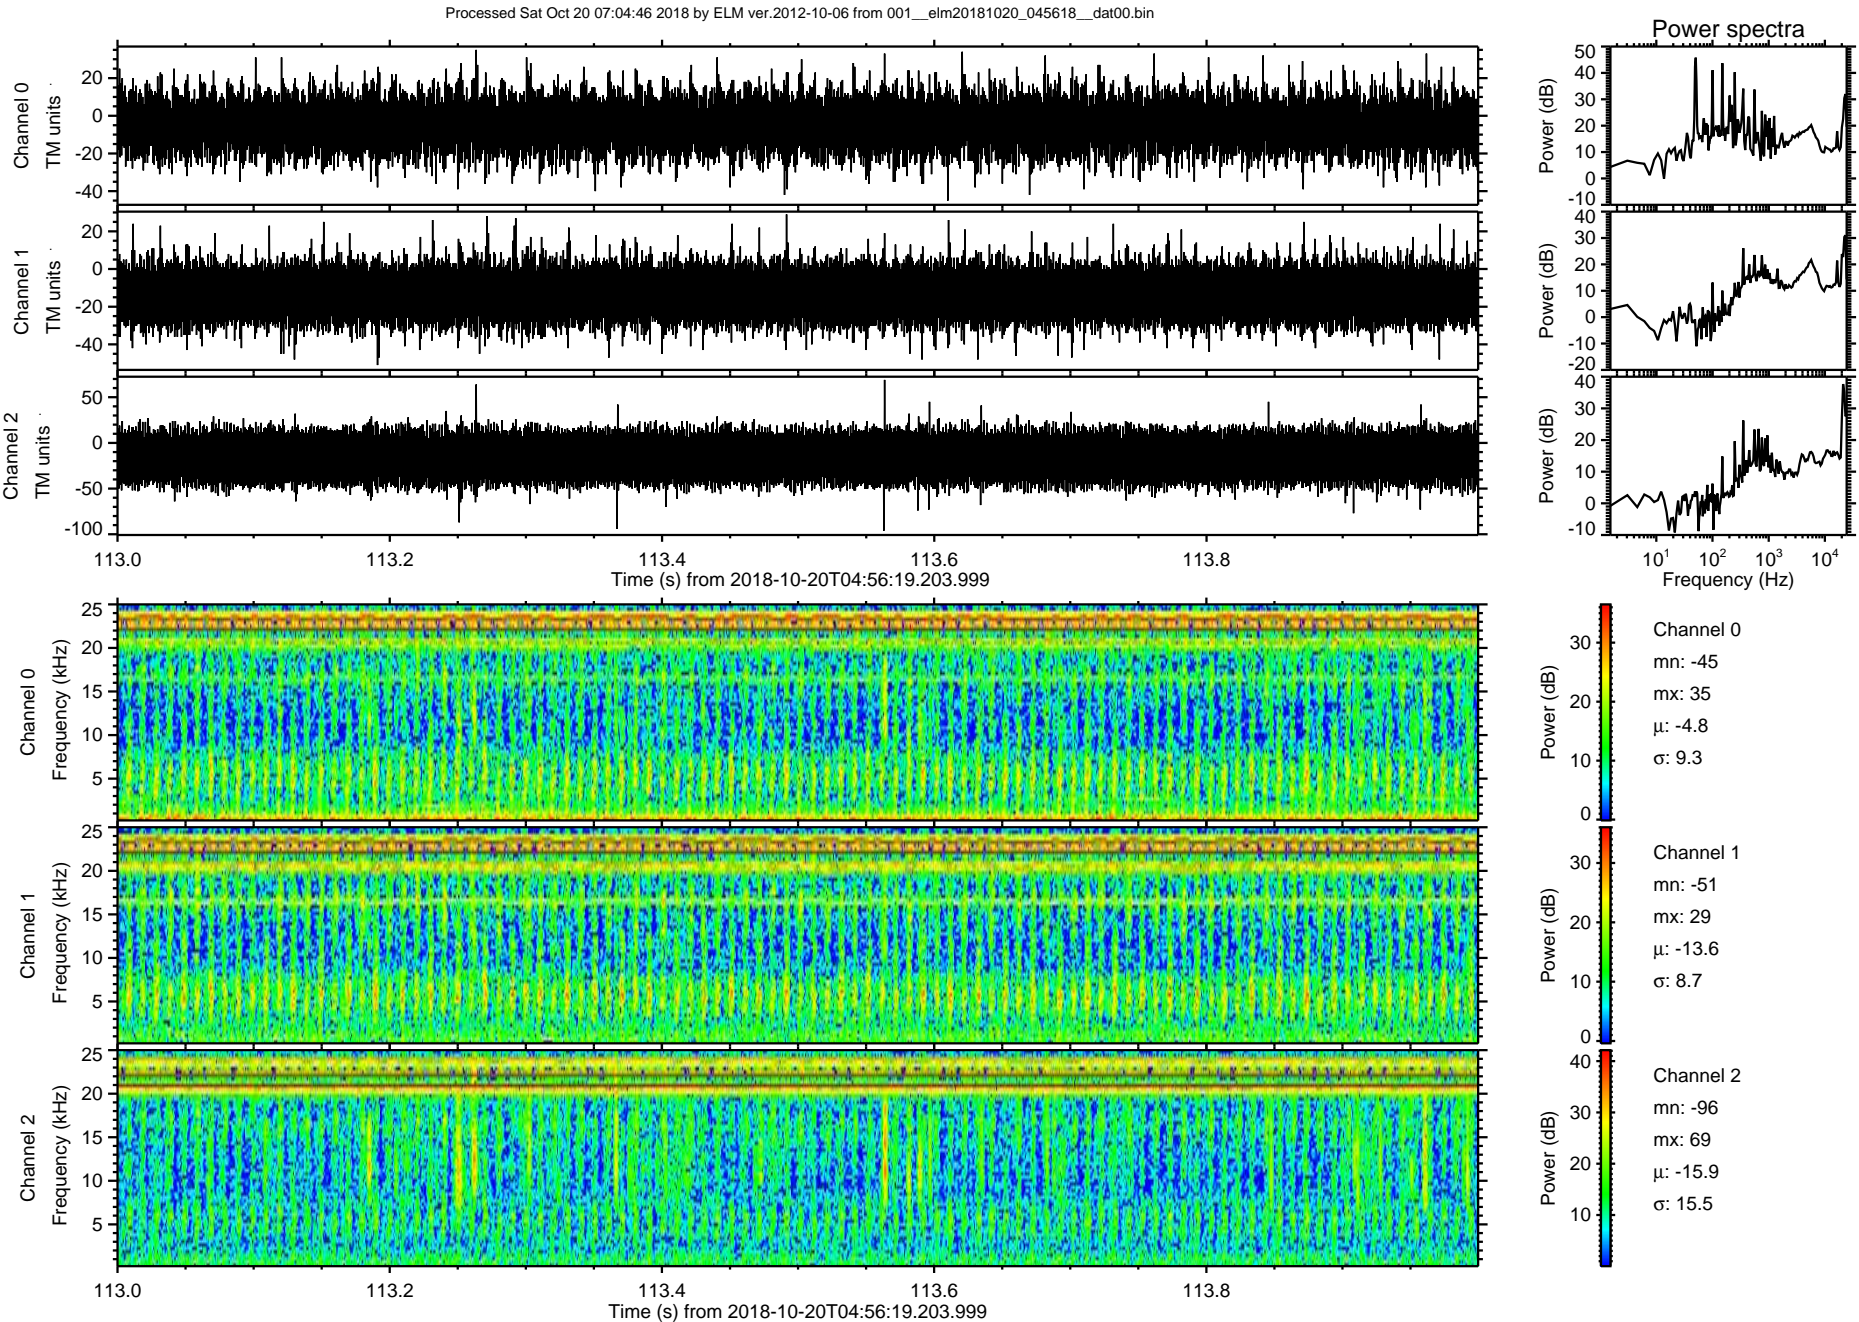 Processed Sat Oct 20 07:04:46 2018 by ELM ver.2012-10-06 from 001__elm20181020_045618__dat00.bin
Power spectra
Channel 0
TM units
20
0
-20
-40
Power (dB)
50
40
30
20
10
0
-10
Channel 1
TM units
20
0
-20
-40
Power (dB)
40
30
20
10
0
-10
-20
Channel 2
TM units
50
0
-50
-100
Power (dB)
40
30
20
10
0
-10
113.0 113.2 113.4 113.6 113.8
Time (s) from 2018-10-20T04:56:19.203.999
10^1 10^2 10^3 10^4
Frequency (Hz)
Channel 0
Frequency (kHz)
25
20
15
10
5
Power (dB)
30
20
10
0
Channel 0
mn: -45
mx: 35
μ: -4.8
σ: 9.3
Channel 1
Frequency (kHz)
25
20
15
10
5
Power (dB)
30
20
10
0
Channel 1
mn: -51
mx: 29
μ: -13.6
σ: 8.7
Channel 2
Frequency (kHz)
25
20
15
10
5
Power (dB)
40
30
20
10
Channel 2
mn: -96
mx: 69
μ: -15.9
σ: 15.5
113.0 113.2 113.4 113.6 113.8
Time (s) from 2018-10-20T04:56:19.203.999